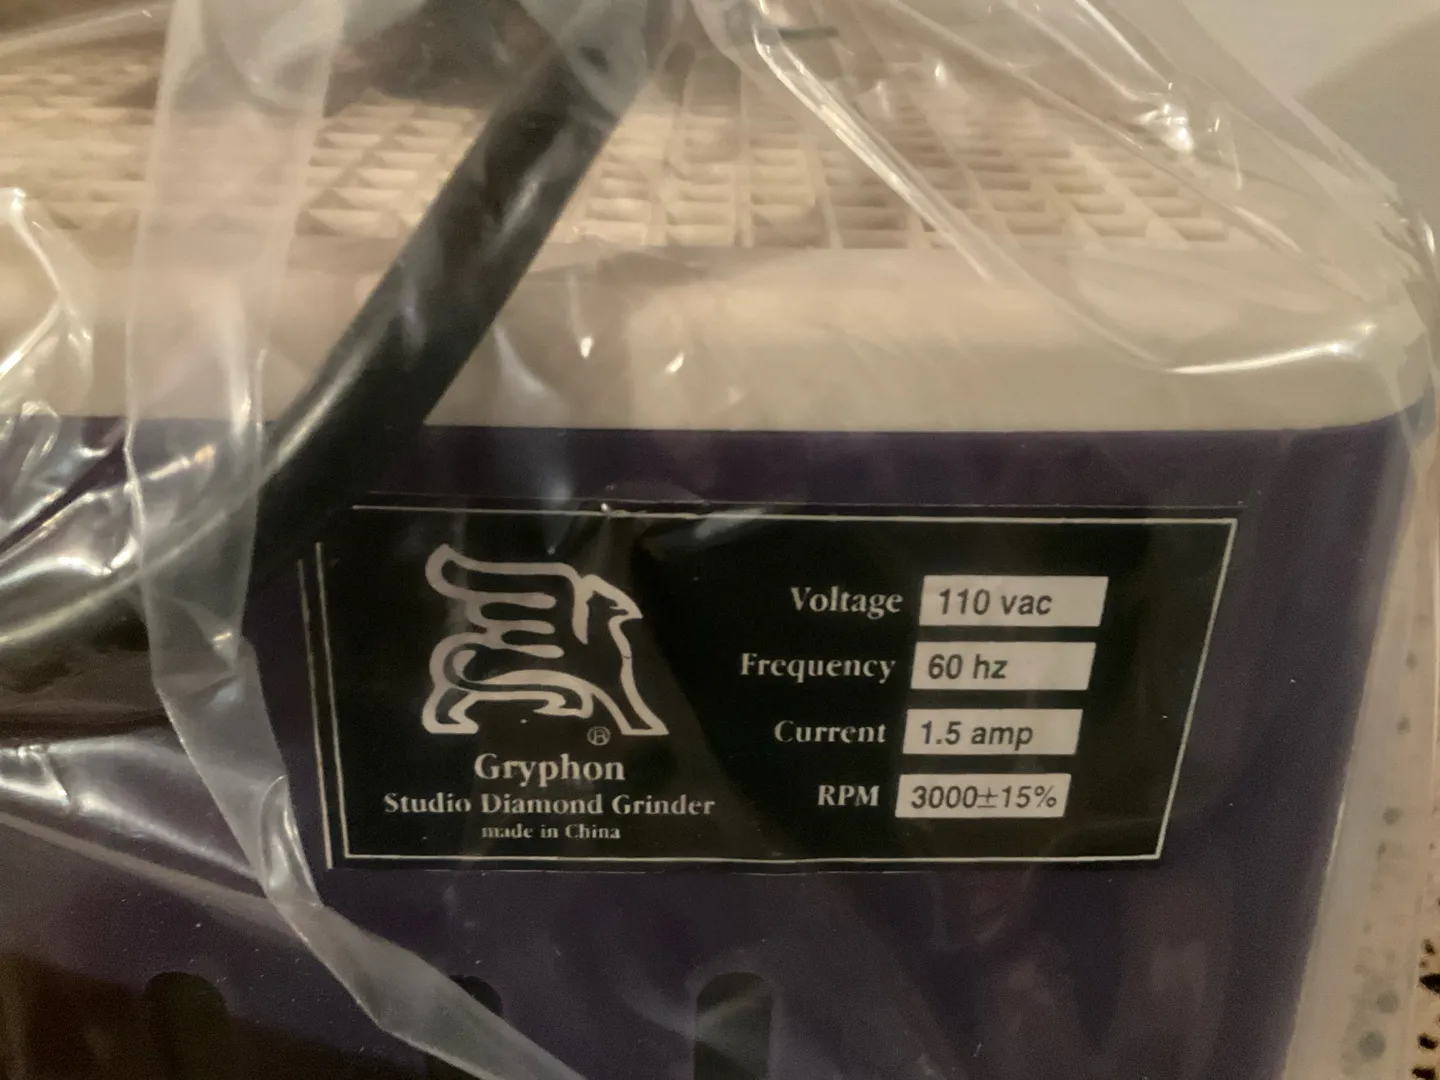 Voltage 110 vac
Frequency 60 hz
Current 1.5 amp
RPM 3000±15%
®
Gryphon
Studio Diamond Grinder
made in China